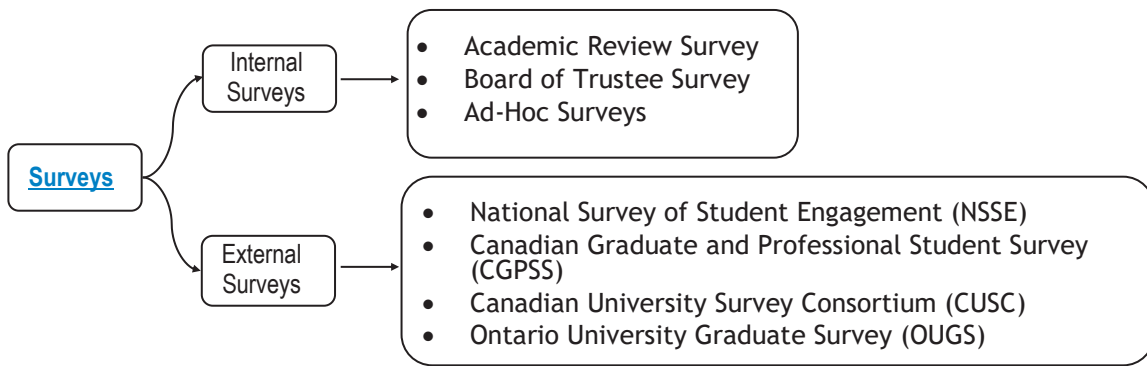 Surveys
Internal
Surveys
• Academic Review Survey
• Board of Trustee Survey
• Ad-Hoc Surveys
External
Surveys
• National Survey of Student Engagement (NSSE)
• Canadian Graduate and Professional Student Survey
(CGPSS)
• Canadian University Survey Consortium (CUSC)
• Ontario University Graduate Survey (OUGS)